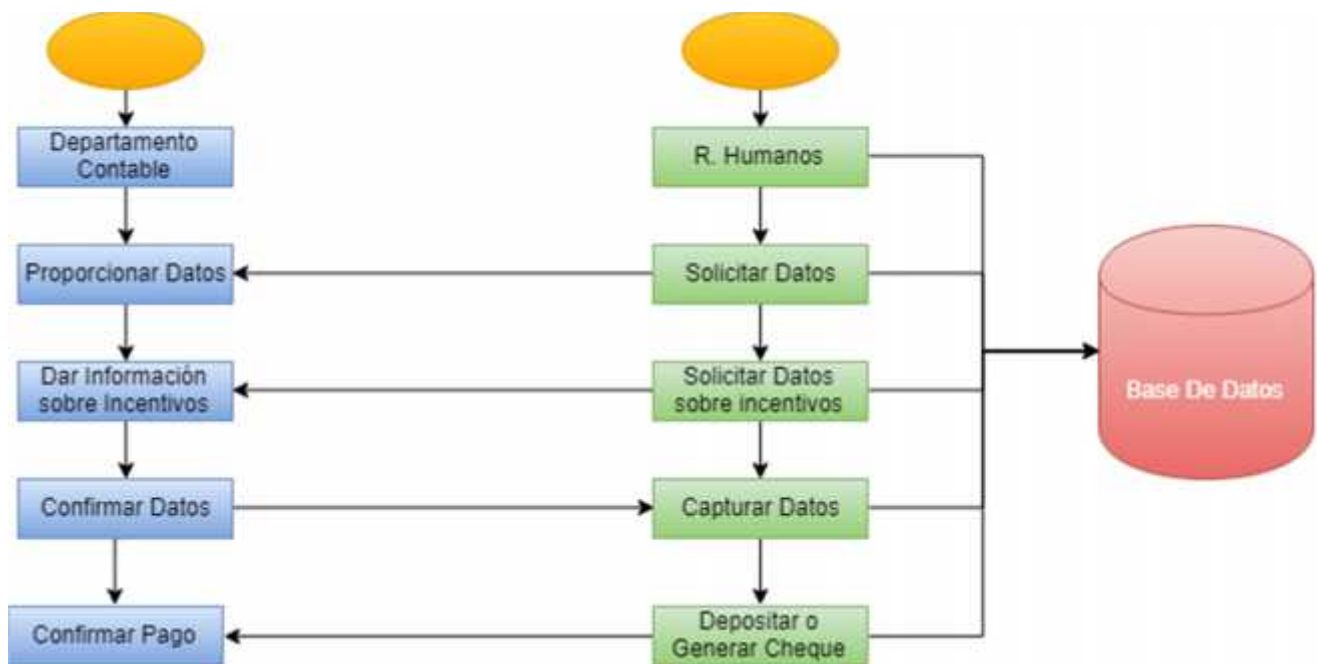 Departamento
Contable
R. Humanos
Proporcionar Datos
Solicitar Datos
Dar Información
sobre Incentivos
Solicitar Datos
sobre incentivos
Base De Datos
Confirmar Datos
Capturar Datos
Confirmar Pago
Depositar o
Generar Cheque